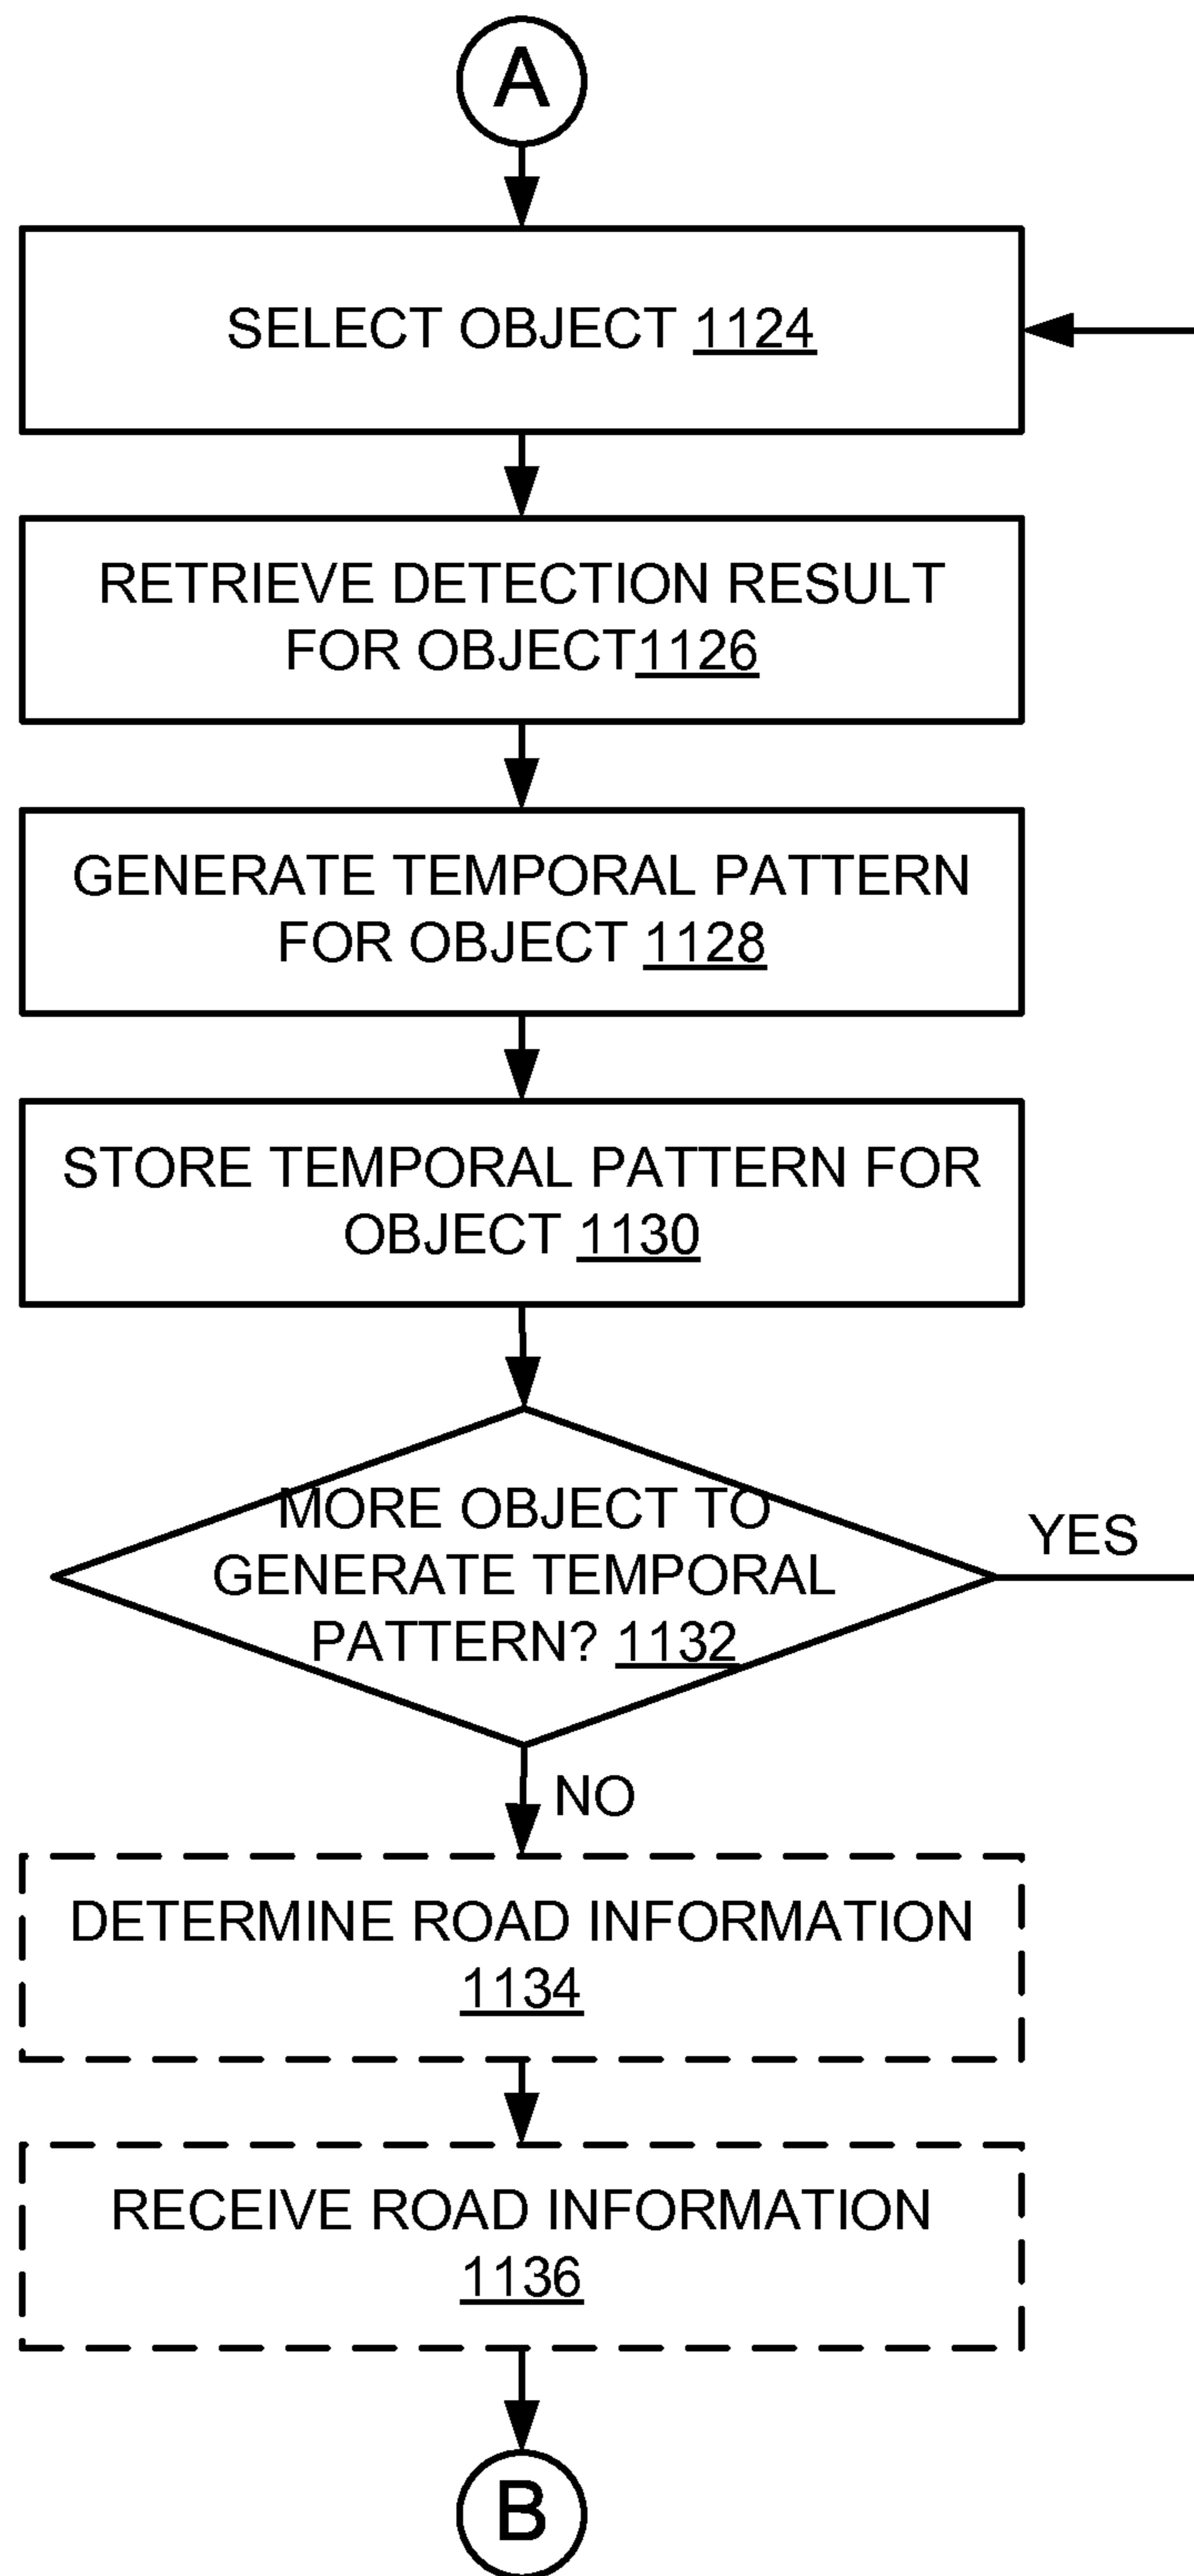 A
SELECT OBJECT 1124
RETRIEVE DETECTION RESULT
FOR OBJECT1126
GENERATE TEMPORAL PATTERN
FOR OBJECT 1128
STORE TEMPORAL PATTERN FOR
OBJECT 1130
MORE OBJECT TO
GENERATE TEMPORAL
PATTERN? 1132
YES
NO
DETERMINE ROAD INFORMATION
1134
RECEIVE ROAD INFORMATION
1136
B